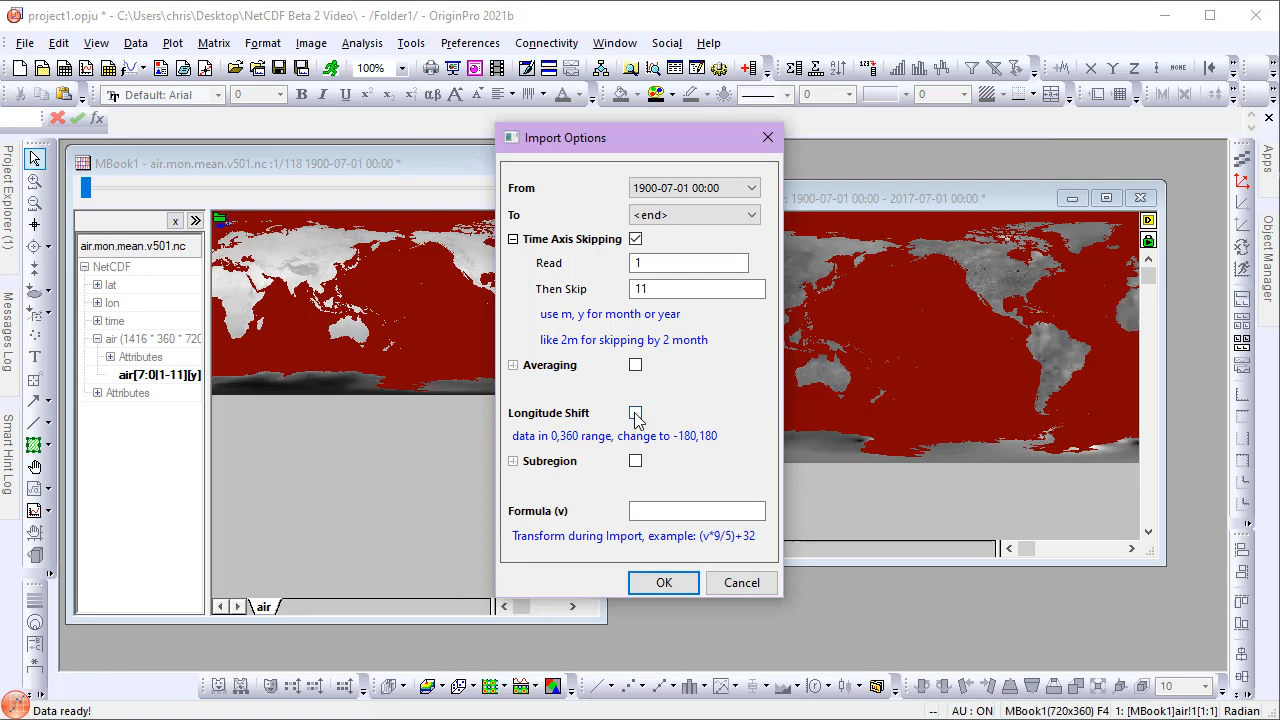 project1.opju * - C:\Users\chris\Desktop\NetCDF Beta 2 Video\ - /Folder1/ - OriginPro 2021b
File Edit View Data Plot Matrix Format Image Analysis Tools Preferences Connectivity Window Social Help
100%
Default: Arial 0 B I U αβ A A A 0 0
fx
MBook1 - air.mon.mean.v501.nc :1/118 1900-07-01 00:00 *
: 1900-07-01 00:00 - 2017-07-01 00:00 *
Project Explorer (1)
Messages Log
Smart Hint Log
Apps
Object Manager
air.mon.mean.v501.nc
NetCDF
lat
lon
time
air (1416 * 360 * 720
Attributes
air[7:0|1-11][y]
Attributes
air
D
Import Options
From 1900-07-01 00:00
To <end>
Time Axis Skipping
Read 1
Then Skip 11
use m, y for month or year
like 2m for skipping by 2 month
Averaging
Longitude Shift
data in 0,360 range, change to -180,180
Subregion
Formula (v)
Transform during Import, example: (v*9/5)+32
OK Cancel
10
Data ready! -- AU : ON MBook1(720x360) F4 1: [MBook1]air!1[1:1] Radian